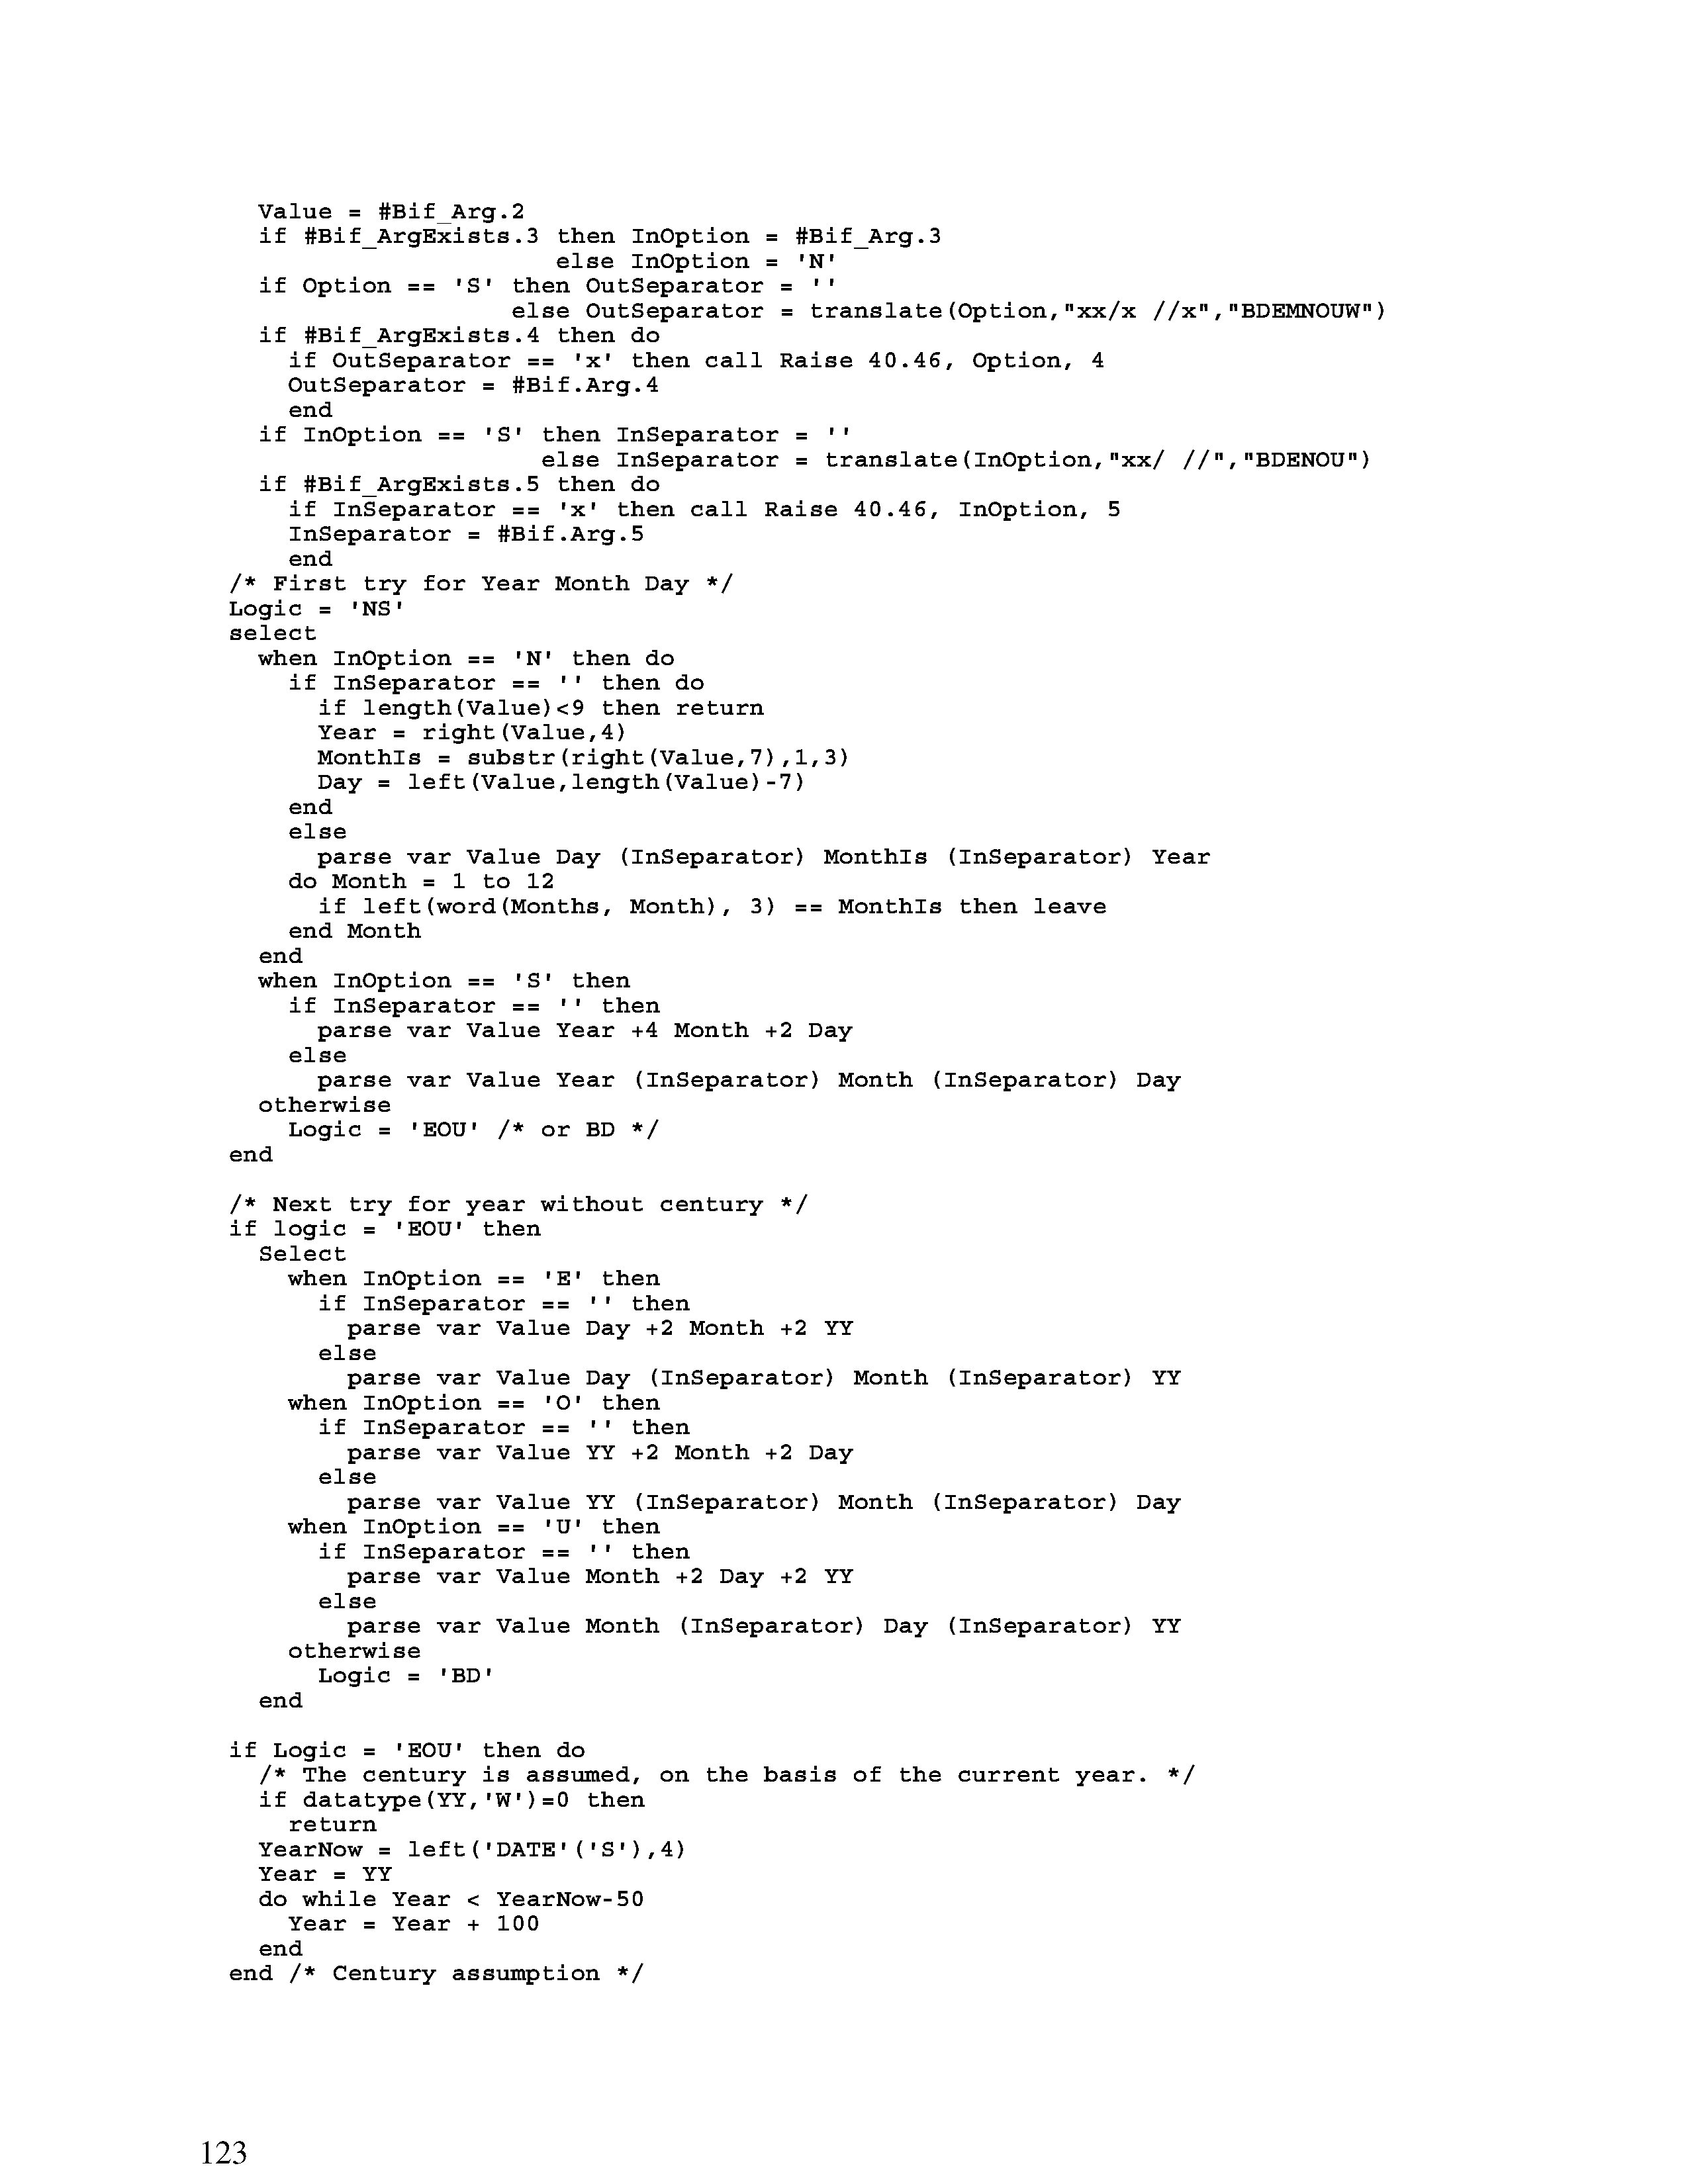 Value = #Bif_Arg.2
if #Bif_ArgExists.3 then InOption = #Bif_Arg.3
else InOption = 'N'
if Option == 'S' then OutSeparator = ''
else OutSeparator = translate(Option,"xx/x //x","BDEMNOUW")
if #Bif_ArgExists.4 then do
if OutSeparator == 'x' then call Raise 40.46, Option, 4
OutSeparator = #Bif.Arg.4
end
if InOption == 'S' then InSeparator = ''
else InSeparator = translate(InOption,"xx/ //","BDENOU")
if #Bif_ArgExists.5 then do
if InSeparator == 'x' then call Raise 40.46, InOption, 5
InSeparator = #Bif.Arg.5
end
/* First try for Year Month Day */
Logic = 'NS'
select
when InOption == 'N' then do
if InSeparator == '' then do
if length(Value)<9 then return
Year = right(Value,4)
MonthIs = substr(right(Value,7),1,3)
Day = left(Value,length(Value)-7)
end
else
parse var Value Day (InSeparator) MonthIs (InSeparator) Year
do Month = 1 to 12
if left(word(Months, Month), 3) == MonthIs then leave
end Month
end
when InOption == 'S' then
if InSeparator == '' then
parse var Value Year +4 Month +2 Day
else
parse var Value Year (InSeparator) Month (InSeparator) Day
otherwise
Logic = 'EOU' /* or BD */
end
/* Next try for year without century */
if logic = 'EOU' then
Select
when InOption == 'E' then
if InSeparator == '' then
parse var Value Day +2 Month +2 YY
else
parse var Value Day (InSeparator) Month (InSeparator) YY
when InOption == 'O' then
if InSeparator == '' then
parse var Value YY +2 Month +2 Day
else
parse var Value YY (InSeparator) Month (InSeparator) Day
when InOption == 'U' then
if InSeparator == '' then
parse var Value Month +2 Day +2 YY
else
parse var Value Month (InSeparator) Day (InSeparator) YY
otherwise
Logic = 'BD'
end
if Logic = 'EOU' then do
/* The century is assumed, on the basis of the current year. */
if datatype(YY,'W')=0 then
return
YearNow = left('DATE'('S'),4)
Year = YY
do while Year < YearNow-50
Year = Year + 100
end
end /* Century assumption */
123